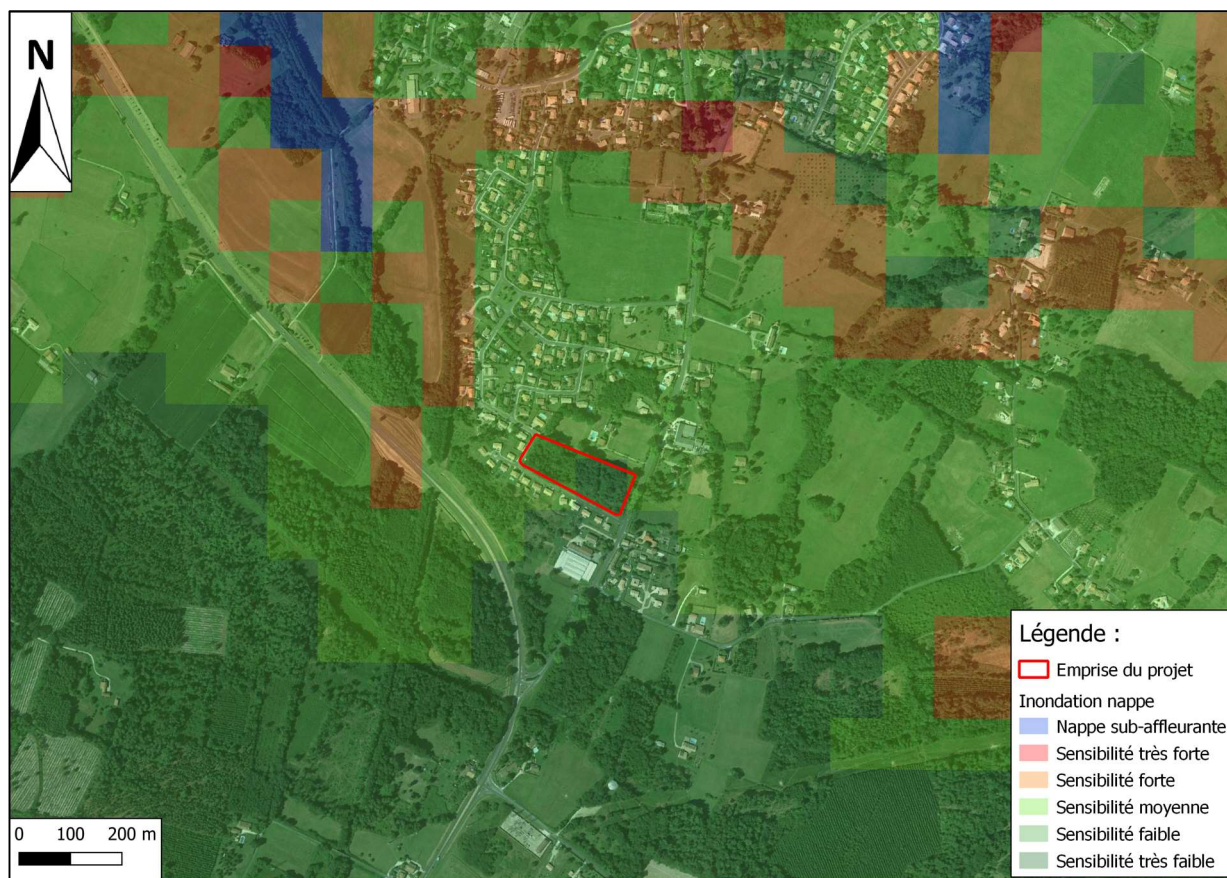 N
Légende :
Emprise du projet
Inondation nappe
Nappe sub-affleurante
Sensibilité très forte
Sensibilité forte
Sensibilité moyenne
Sensibilité faible
Sensibilité très faible
0 100 200 m